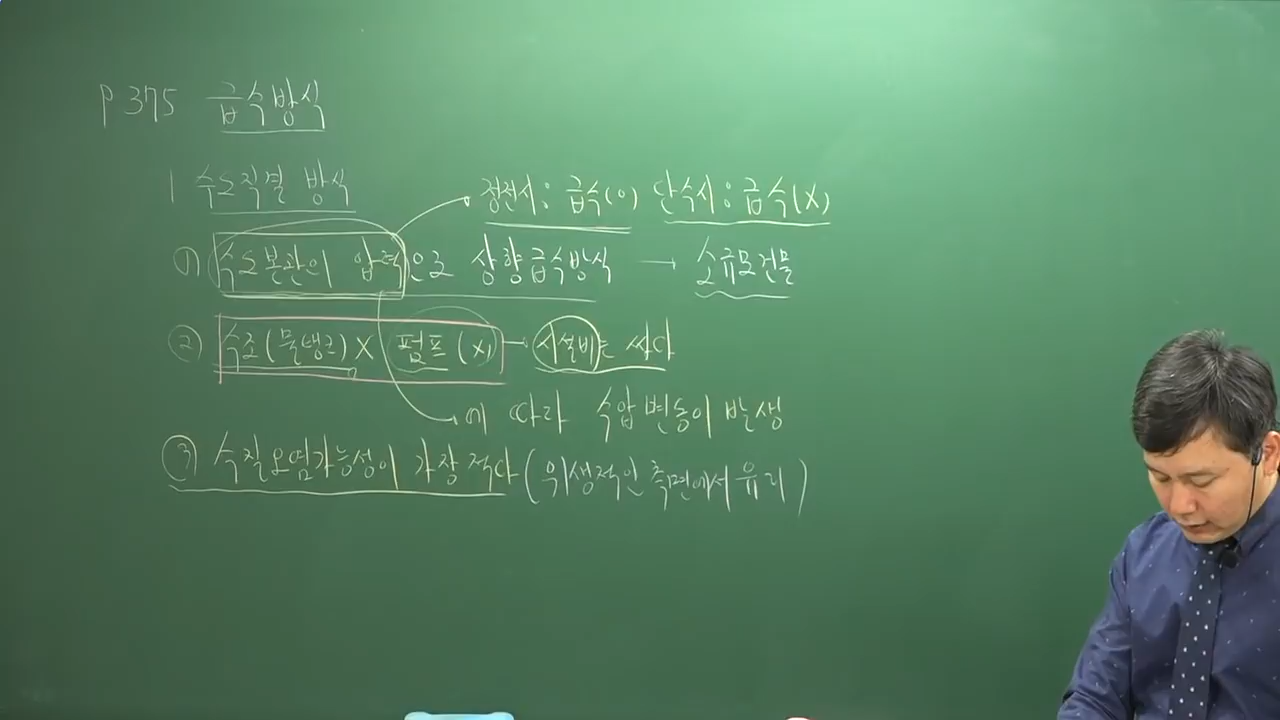 P 375 급수방식
1 수도직결 방식
정전시: 급수(O) 단수시: 급수(X)
① 수도본관의 압력으로 상향급수방식 → 소규모건물
② 수조(물탱크)X 펌프(X) → 시설비는 싸다
에 따라 수압변동이 발생
③ 수질오염가능성이 가장 적다 (위생적인 측면에서 유리)